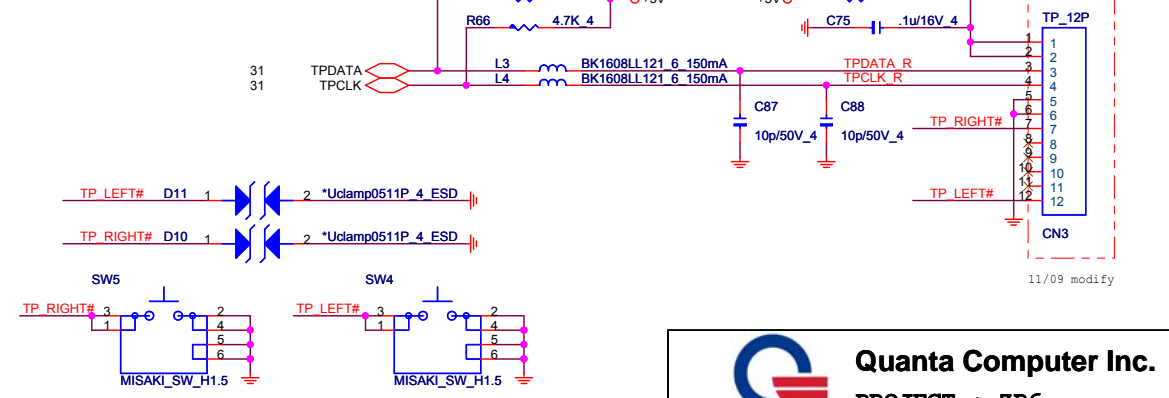 R66 4.7K_4
C75 .1u/16V_4
TP_12P
31 TPDATA L3 BK1608LL121_6_150mA TPDATA_R
31 TPCLK L4 BK1608LL121_6_150mA TPCLK_R
C87
10p/50V_4
C88
10p/50V_4
1 1
2 2
3 3
4 4
5 5
6 6
TP_RIGHT# 7 7
8 8
9 9
10 10
11 11
TP_LEFT# 12 12
CN3
11/09 modify
TP_LEFT# D11 1 2 *Uclamp0511P_4_ESD
TP_RIGHT# D10 1 2 *Uclamp0511P_4_ESD
SW5
TP_RIGHT# 3 2
1 4
5
6
MISAKI_SW_H1.5
SW4
TP_LEFT# 3 2
1 4
5
6
MISAKI_SW_H1.5
Quanta Computer Inc.